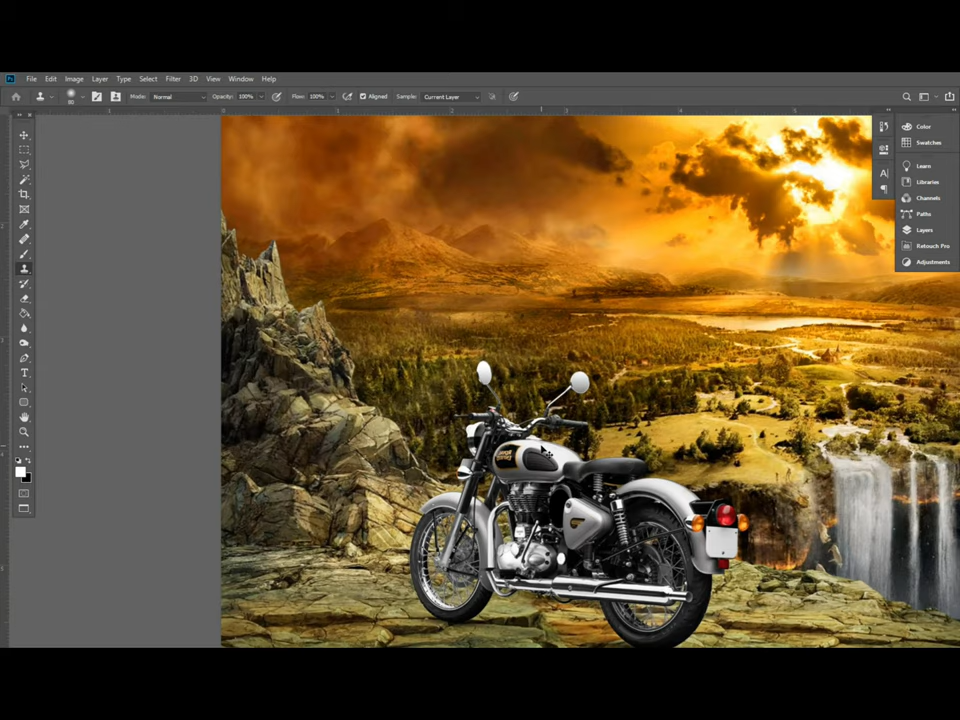 Ps File Edit Image Layer Type Select Filter 3D View Window Help
80 Mode: Normal Opacity: 100% Flow: 100% Aligned Sample: Current Layer
Color
Swatches
Learn
Libraries
Channels
Paths
Layers
Retouch Pro
Adjustments